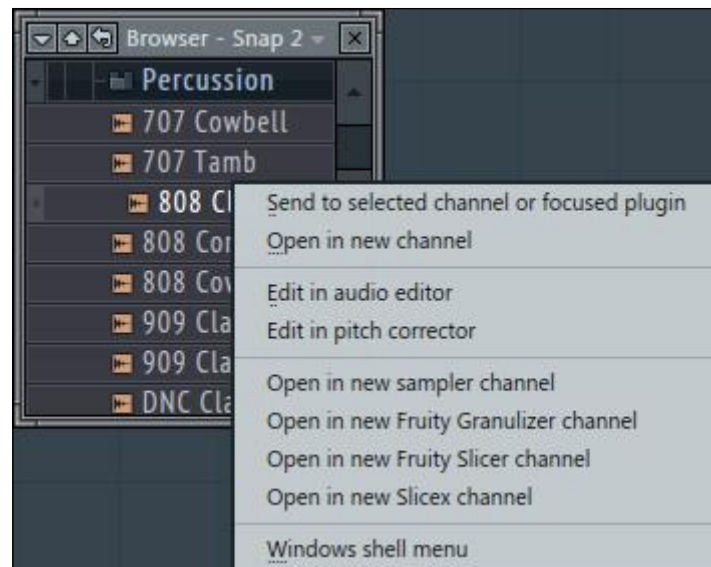 Browser - Snap 2
Percussion
707 Cowbell
707 Tamb
808 Cl
808 Cor
808 Cov
909 Cla
909 Cla
DNC Cla
Send to selected channel or focused plugin
Open in new channel
Edit in audio editor
Edit in pitch corrector
Open in new sampler channel
Open in new Fruity Granulizer channel
Open in new Fruity Slicer channel
Open in new Slicex channel
Windows shell menu